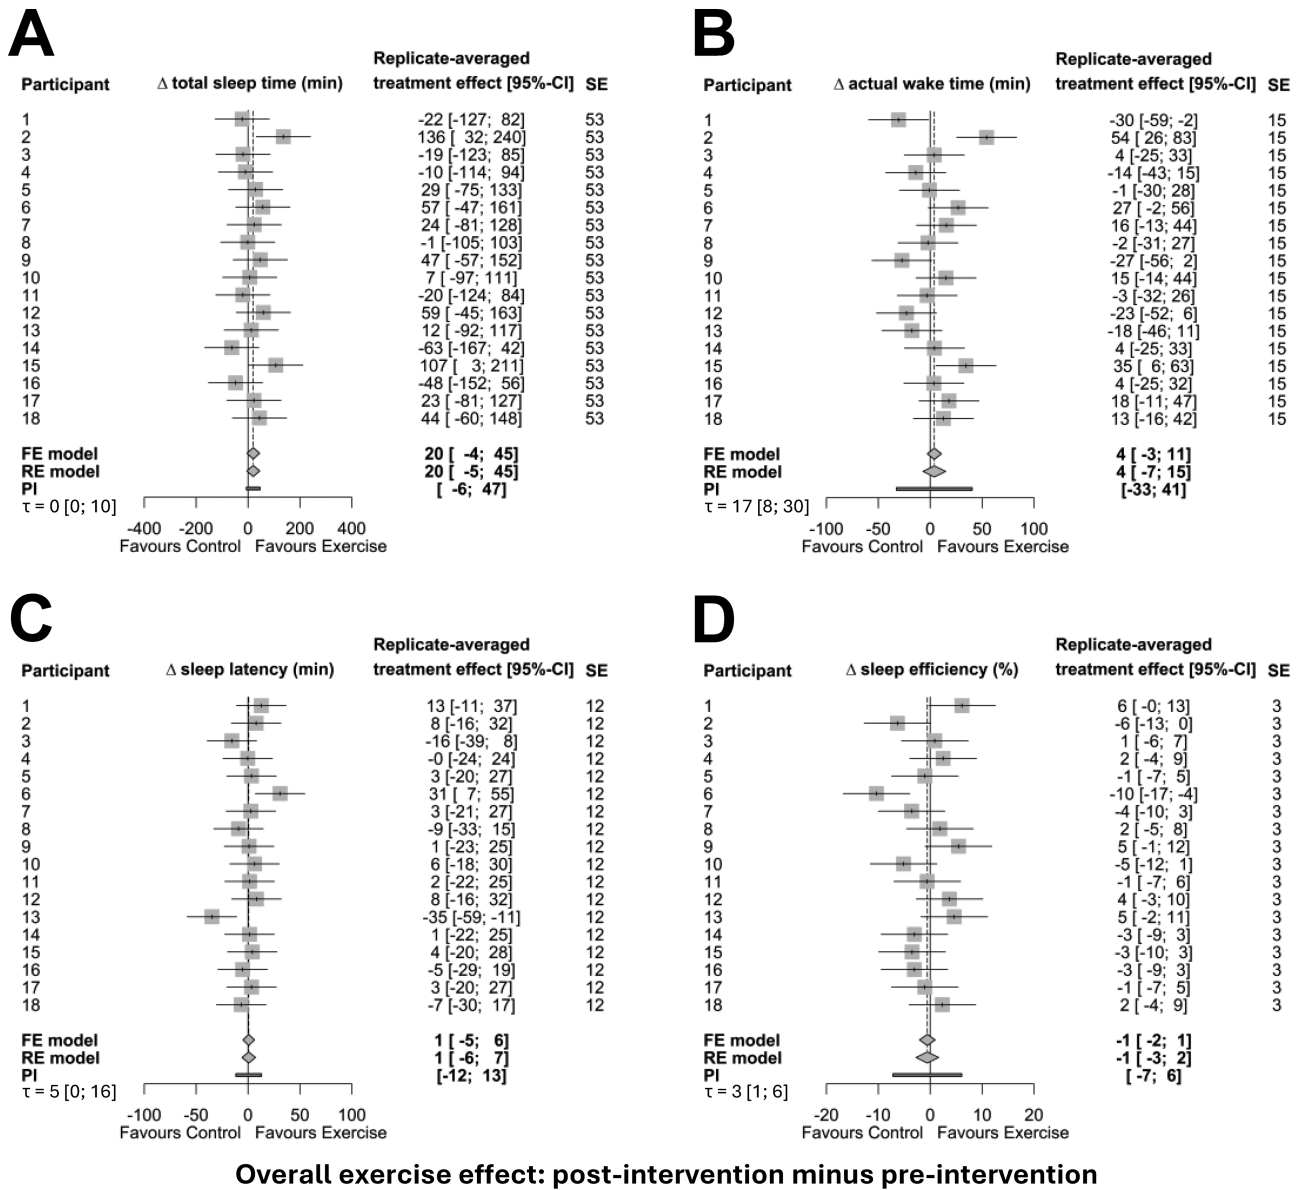 A
Participant Δ total sleep time (min) Replicate-averaged treatment effect [95%-CI] SE
1 -22 [-127; 82] 53
2 136 [ 32; 240] 53
3 -19 [-123; 85] 53
4 -10 [-114; 94] 53
5 29 [ -75; 133] 53
6 57 [ -47; 161] 53
7 24 [ -81; 128] 53
8 -1 [-105; 103] 53
9 47 [ -57; 152] 53
10 7 [ -97; 111] 53
11 -20 [-124; 84] 53
12 59 [ -45; 163] 53
13 12 [ -92; 117] 53
14 -63 [-167; 42] 53
15 107 [ 3; 211] 53
16 -48 [-152; 56] 53
17 23 [ -81; 127] 53
18 44 [ -60; 148] 53
FE model 20 [ -4; 45]
RE model 20 [ -5; 45]
PI [ -6; 47]
τ = 0 [0; 10]
-400 -200 0 200 400
Favours Control Favours Exercise
B
Participant Δ actual wake time (min) Replicate-averaged treatment effect [95%-CI] SE
1 -30 [-59; -2] 15
2 54 [ 26; 83] 15
3 4 [-25; 33] 15
4 -14 [-43; 15] 15
5 -1 [-30; 28] 15
6 27 [ -2; 56] 15
7 16 [-13; 44] 15
8 -2 [-31; 27] 15
9 -27 [-56; 2] 15
10 15 [-14; 44] 15
11 -3 [-32; 26] 15
12 -23 [-52; 6] 15
13 -18 [-46; 11] 15
14 4 [-25; 33] 15
15 35 [ 6; 63] 15
16 4 [-25; 32] 15
17 18 [-11; 47] 15
18 13 [-16; 42] 15
FE model 4 [ -3; 11]
RE model 4 [ -7; 15]
PI [-33; 41]
τ = 17 [8; 30]
-100 -50 0 50 100
Favours Control Favours Exercise
C
Participant Δ sleep latency (min) Replicate-averaged treatment effect [95%-CI] SE
1 13 [-11; 37] 12
2 8 [-16; 32] 12
3 -16 [-39; 8] 12
4 -0 [-24; 24] 12
5 3 [-20; 27] 12
6 31 [ 7; 55] 12
7 3 [-21; 27] 12
8 -9 [-33; 15] 12
9 1 [-23; 25] 12
10 6 [-18; 30] 12
11 2 [-22; 25] 12
12 8 [-16; 32] 12
13 -35 [-59; -11] 12
14 1 [-22; 25] 12
15 4 [-20; 28] 12
16 -5 [-29; 19] 12
17 3 [-20; 27] 12
18 -7 [-30; 17] 12
FE model 1 [ -5; 6]
RE model 1 [ -6; 7]
PI [-12; 13]
τ = 5 [0; 16]
-100 -50 0 50 100
Favours Control Favours Exercise
D
Participant Δ sleep efficiency (%) Replicate-averaged treatment effect [95%-CI] SE
1 6 [ -0; 13] 3
2 -6 [-13; 0] 3
3 1 [ -6; 7] 3
4 2 [ -4; 9] 3
5 -1 [ -7; 5] 3
6 -10 [-17; -4] 3
7 -4 [-10; 3] 3
8 2 [ -5; 8] 3
9 5 [ -1; 12] 3
10 -5 [-12; 1] 3
11 -1 [ -7; 6] 3
12 4 [ -3; 10] 3
13 5 [ -2; 11] 3
14 -3 [ -9; 3] 3
15 -3 [-10; 3] 3
16 -3 [ -9; 3] 3
17 -1 [ -7; 5] 3
18 2 [ -4; 9] 3
FE model -1 [ -2; 1]
RE model -1 [ -3; 2]
PI [ -7; 6]
τ = 3 [1; 6]
-20 -10 0 10 20
Favours Control Favours Exercise
Overall exercise effect: post-intervention minus pre-intervention